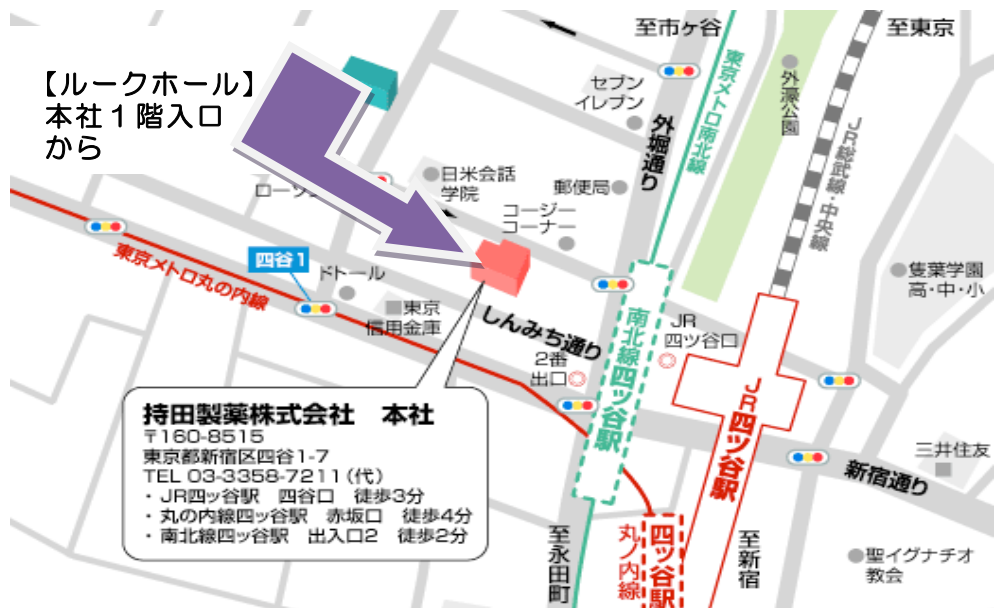 【ルークホール】
本社１階入口
から
至市ヶ谷
至東京
セブン
イレブン
東京メトロ南北線
外濠公園
外堀通り
JR総武線・中央線
日米会話
学院
郵便局
コージー
コーナー
四谷1
ドトール
東京メトロ丸の内線
東京
信用金庫
しんみち通り
2番
出口
南北線四ツ谷駅
JR
四ツ谷口
雙葉学園
高・中・小
JR四ツ谷駅
三井住友
新宿通り
持田製薬株式会社　本社
〒160-8515
東京都新宿区四谷1-7
TEL 03-3358-7211（代）
・JR四ッ谷駅　四谷口　徒歩3分
・丸の内線四ッ谷駅　赤坂口　徒歩4分
・南北線四ッ谷駅　出入口2　徒歩2分
至永田町
丸ノ内線
四ツ谷駅
至新宿
聖イグナチオ
教会